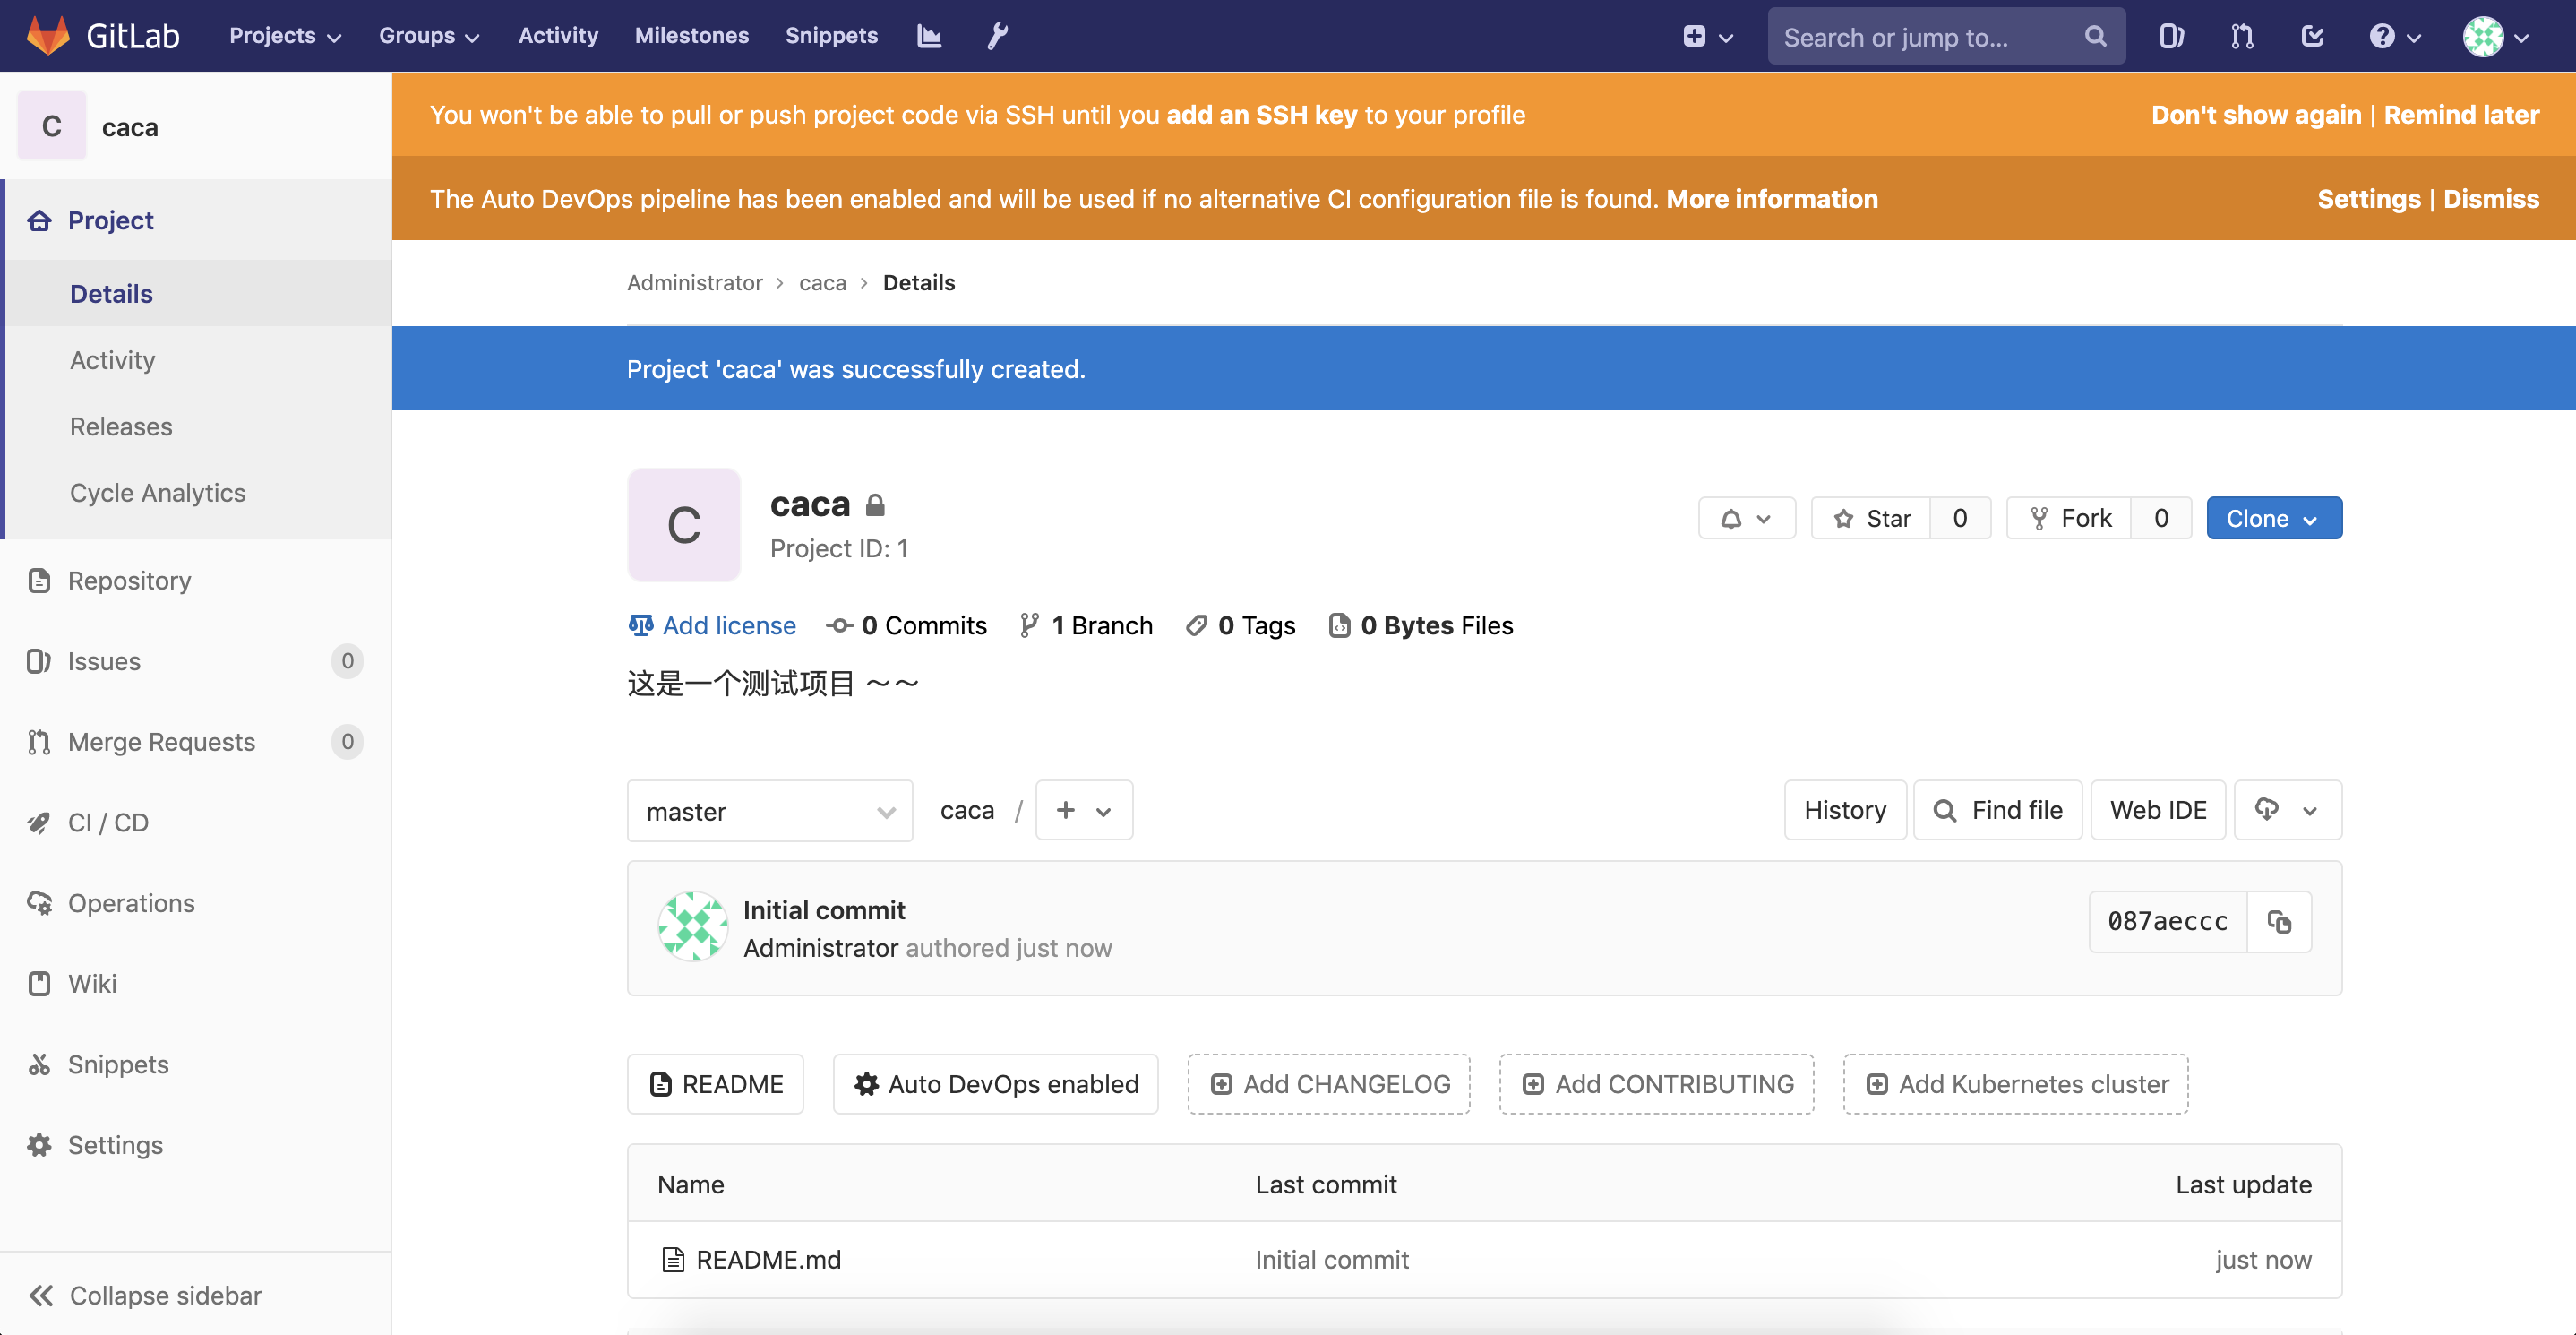 GitLab Projects Groups Activity Milestones Snippets Search or jump to...
C caca
You won't be able to pull or push project code via SSH until you add an SSH key to your profile Don't show again | Remind later
The Auto DevOps pipeline has been enabled and will be used if no alternative CI configuration file is found. More information Settings | Dismiss
Project
Details
Activity
Releases
Cycle Analytics
Repository
Issues 0
Merge Requests 0
CI / CD
Operations
Wiki
Snippets
Settings
Collapse sidebar
Administrator > caca > Details
Project 'caca' was successfully created.
C
caca
Project ID: 1
Star 0 Fork 0 Clone
Add license 0 Commits 1 Branch 0 Tags 0 Bytes Files
这是一个测试项目 ～～
master caca / + History Find file Web IDE
Initial commit
Administrator authored just now
087aeccc
README Auto DevOps enabled Add CHANGELOG Add CONTRIBUTING Add Kubernetes cluster
Name Last commit Last update
README.md Initial commit just now